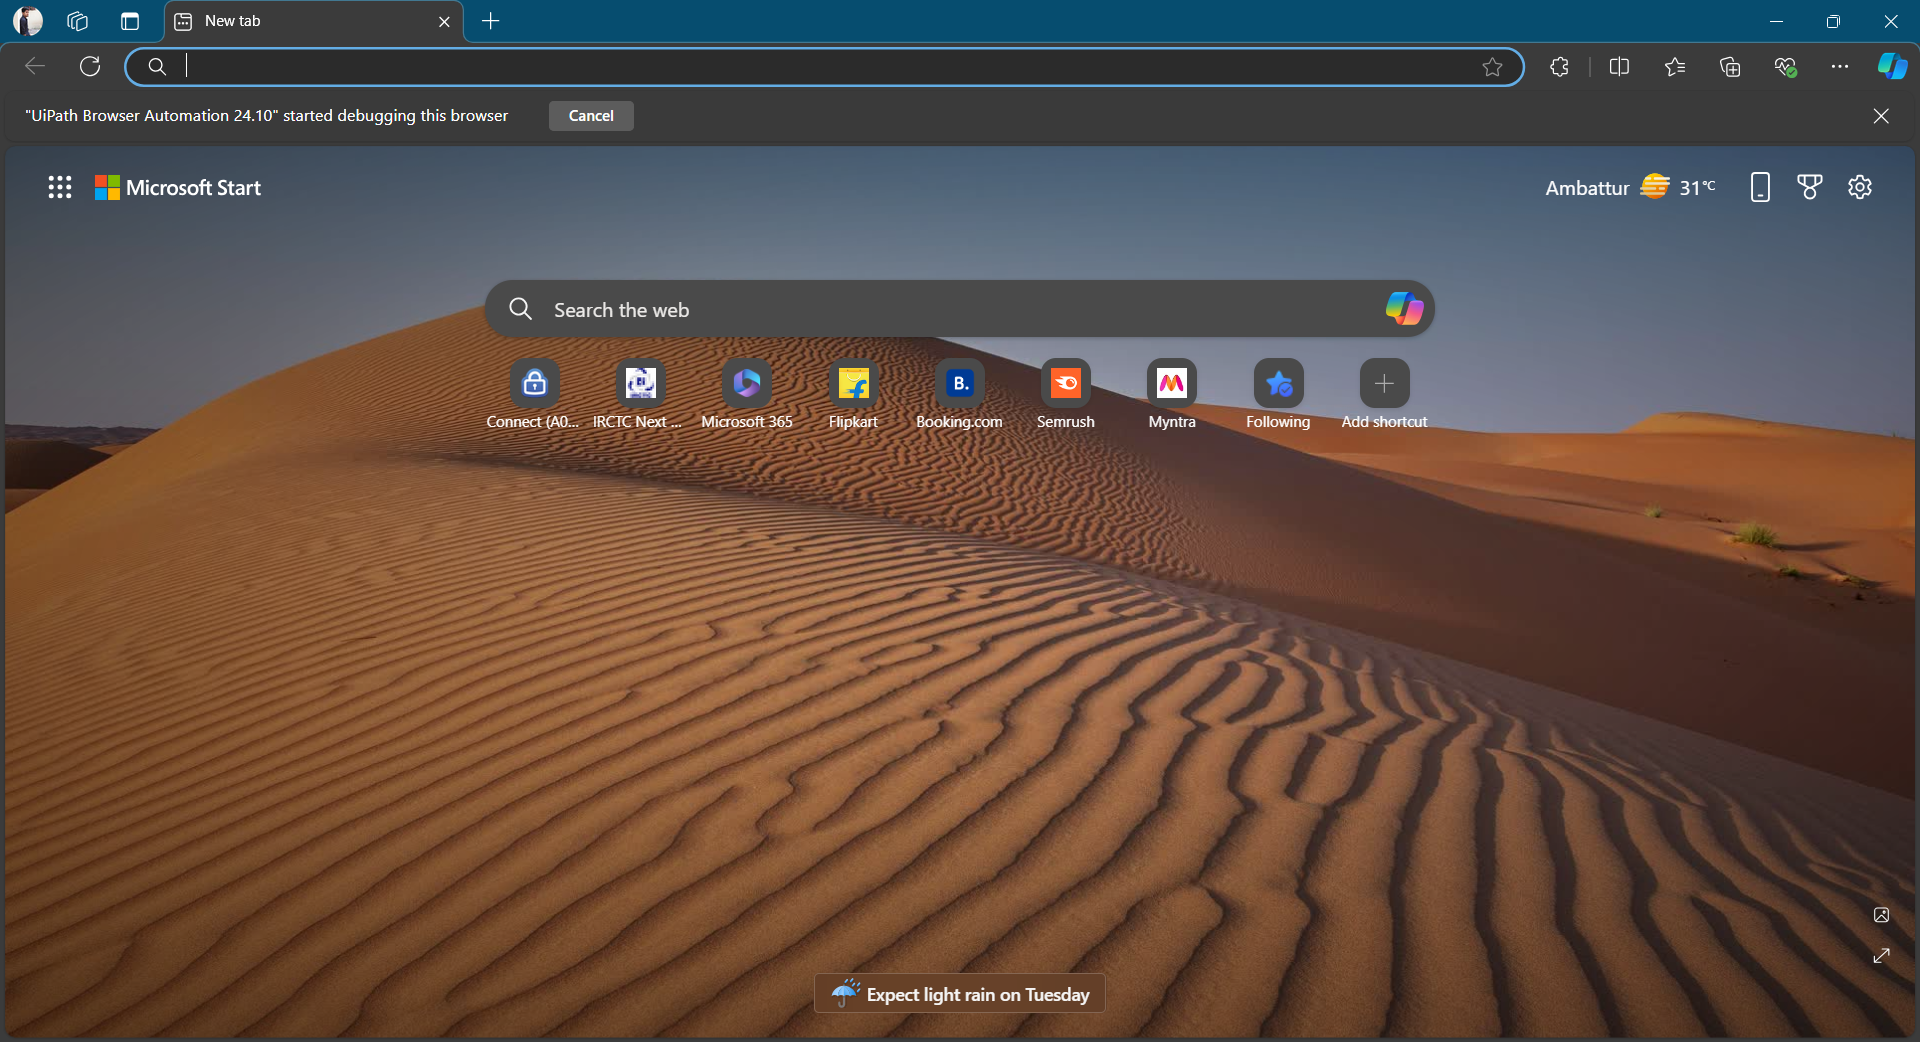 New tab
"UiPath Browser Automation 24.10" started debugging this browser
Cancel
Microsoft Start
Ambattur
31°C
Search the web
Connect (A0...
IRCTC Next ...
Microsoft 365
Flipkart
B.
Booking.com
Semrush
Myntra
Following
Add shortcut
Expect light rain on Tuesday